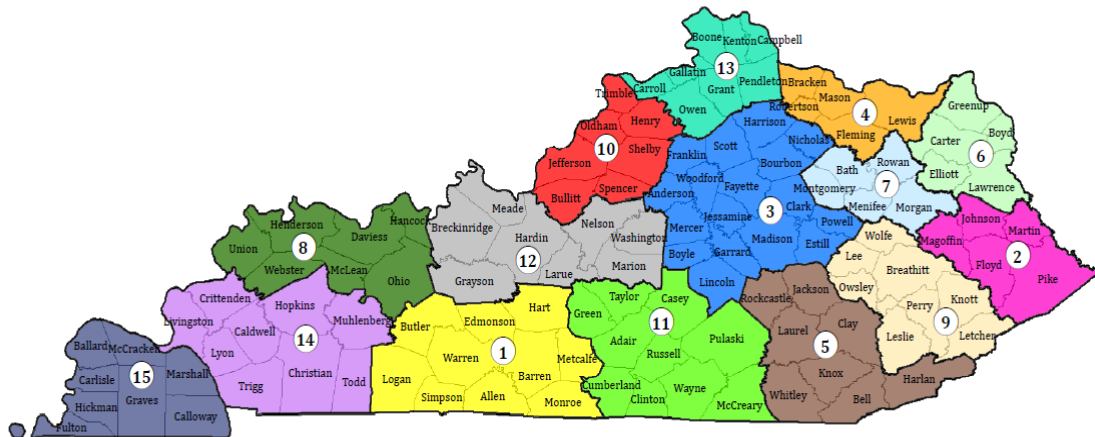 Boone
Kenton
Campbell
13
Gallatin
Carroll
Grant
Pendleton
Owen
Bracken
Mason
Robertson
4
Lewis
Fleming
Greenup
Boyd
Carter
6
Elliott
Lawrence
Trimble
Oldham
Henry
10
Jefferson
Shelby
Spencer
Bullitt
Harrison
Nicholas
Scott
Franklin
Bourbon
Woodford
Fayette
Anderson
3
Clark
Jessamine
Mercer
Powell
Madison
Estill
Boyle
Garrard
Lincoln
Rowan
Bath
Montgomery
7
Menifee
Morgan
Johnson
Martin
Magoffin
2
Floyd
Pike
Wolfe
Lee
Breathitt
Owsley
Knott
Perry
9
Leslie
Letcher
Hancock
Henderson
Daviess
Union
8
Webster
McLean
Ohio
Meade
Breckinridge
Nelson
Washington
Hardin
12
Marion
Larue
Grayson
Crittenden
Hopkins
Livingston
Muhlenberg
Caldwell
14
Lyon
Christian
Trigg
Todd
Hart
Butler
Edmonson
1
Warren
Metcalfe
Logan
Barren
Simpson
Allen
Monroe
Taylor
Casey
Green
11
Adair
Pulaski
Russell
Cumberland
Wayne
Clinton
McCreary
Rockcastle
Jackson
Laurel
Clay
5
Knox
Harlan
Whitley
Bell
Ballard
McCracken
Carlisle
15
Marshall
Graves
Hickman
Calloway
Fulton